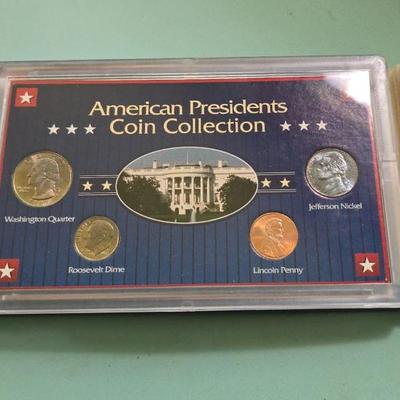 American Presidents
Coin Collection
Washington Quarter
Jefferson Nickel
Roosevelt Dime
Lincoln Penny